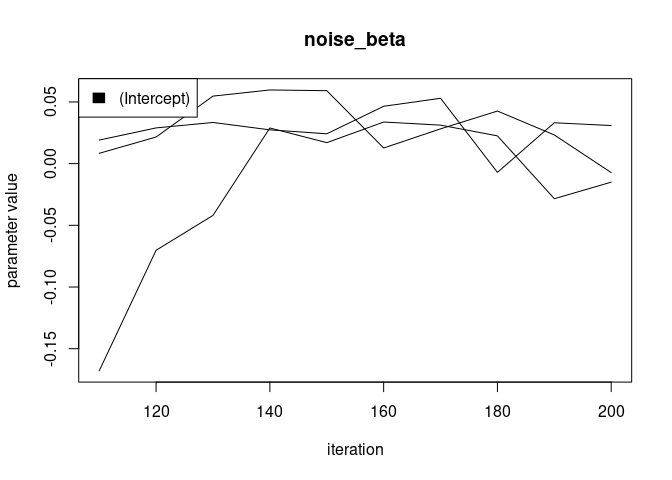 noise_beta
(Intercept)
0.05
0.00
-0.05
-0.10
-0.15
parameter value
120
140
160
180
200
iteration